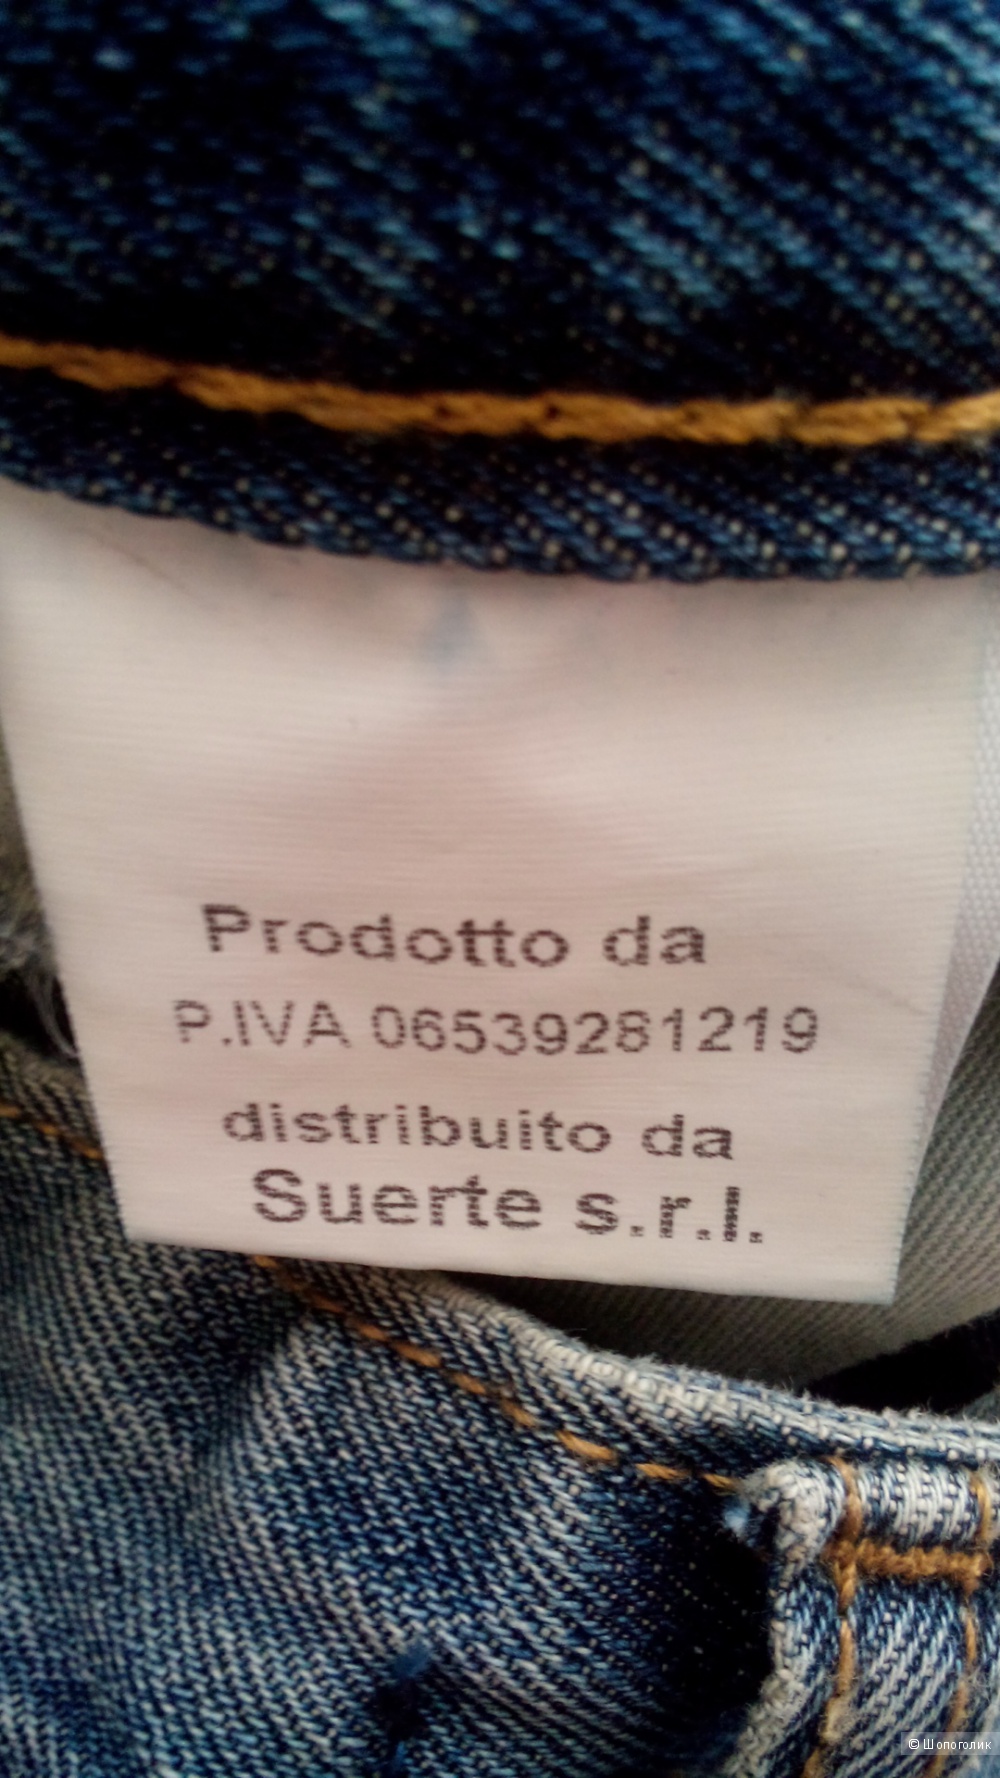 Prodotto da
P.IVA 06539281219
distribuito da
Suerte s.r.l.
© Шопоголик